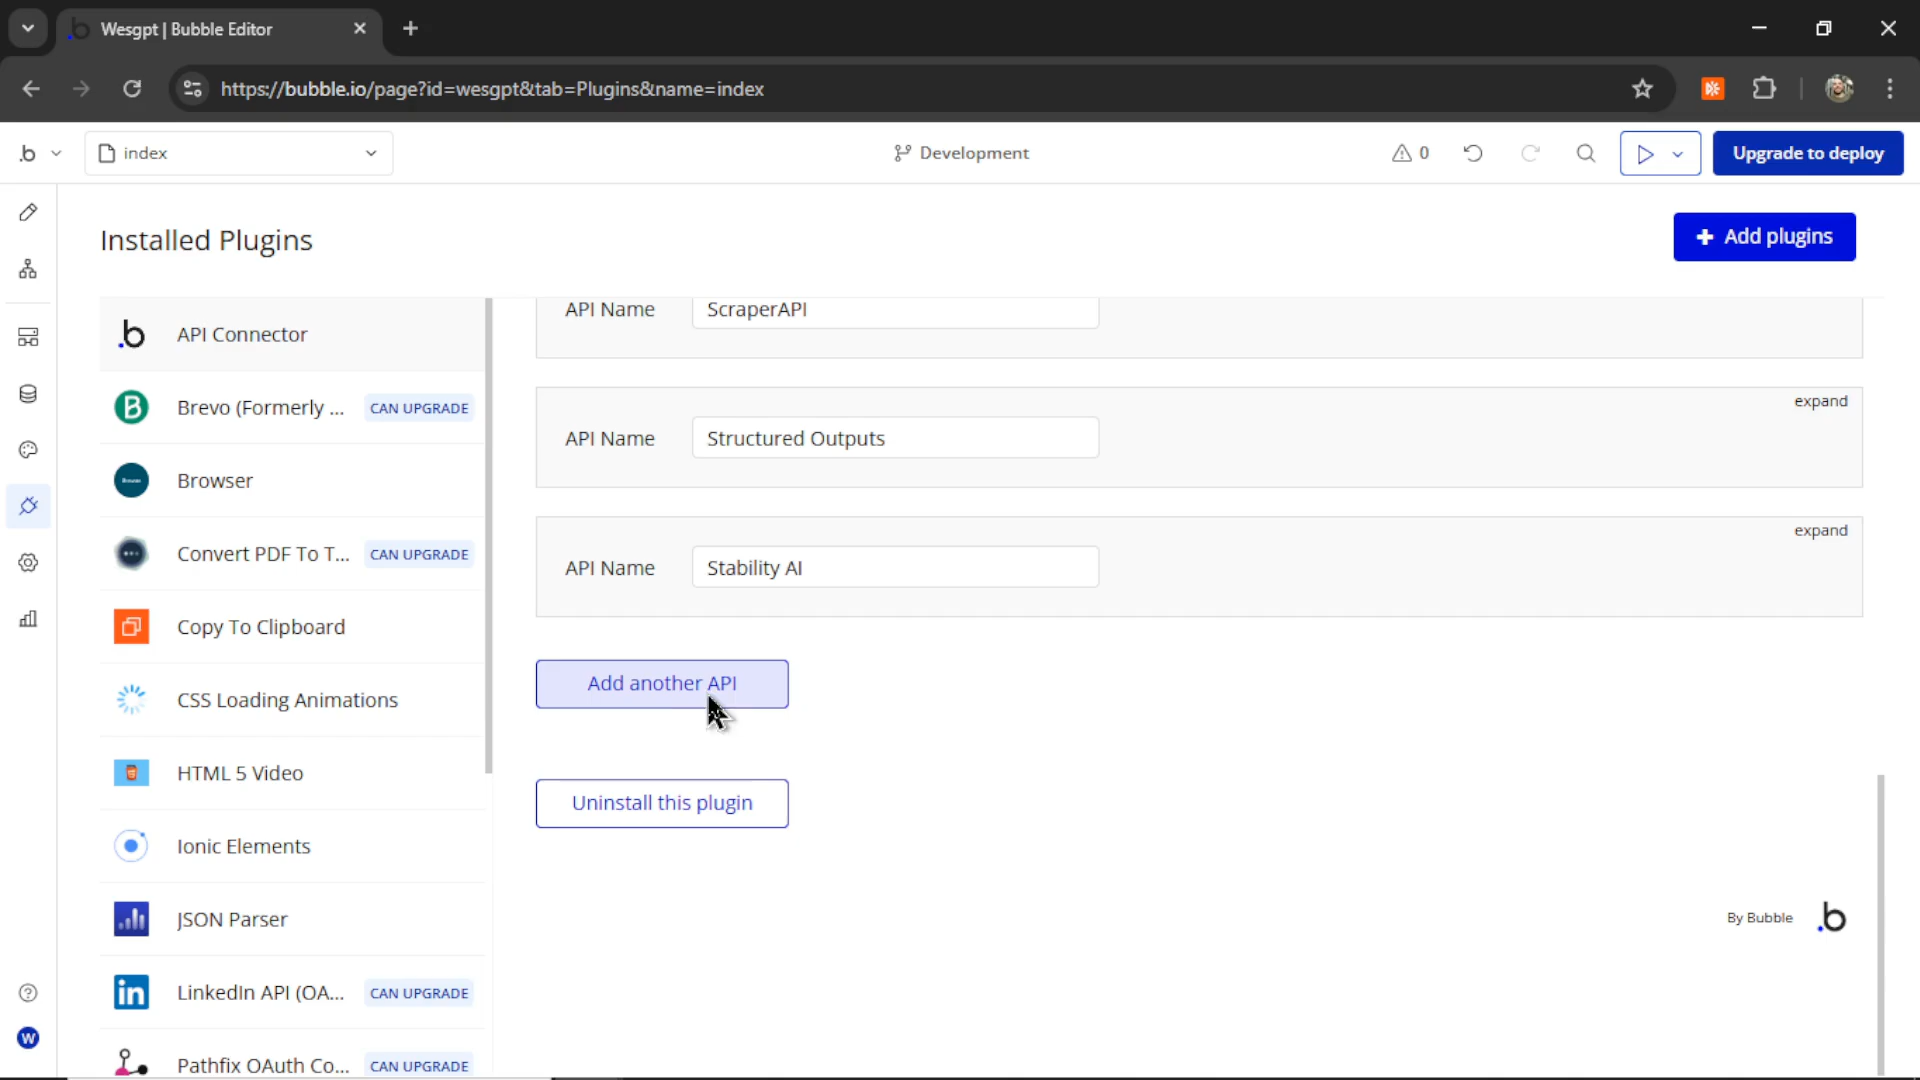 Wesgpt | Bubble Editor
https://bubble.io/page?id=wesgpt&tab=Plugins&name=index
.b
index
Development
0
Upgrade to deploy
Installed Plugins
Add plugins
.b API Connector
B Brevo (Formerly ... CAN UPGRADE
Browser
Convert PDF To T... CAN UPGRADE
Copy To Clipboard
CSS Loading Animations
HTML 5 Video
Ionic Elements
JSON Parser
in LinkedIn API (OA... CAN UPGRADE
Pathfix OAuth Co... CAN UPGRADE
API Name ScraperAPI
expand
API Name Structured Outputs
expand
API Name Stability AI
Add another API
Uninstall this plugin
By Bubble .b
W